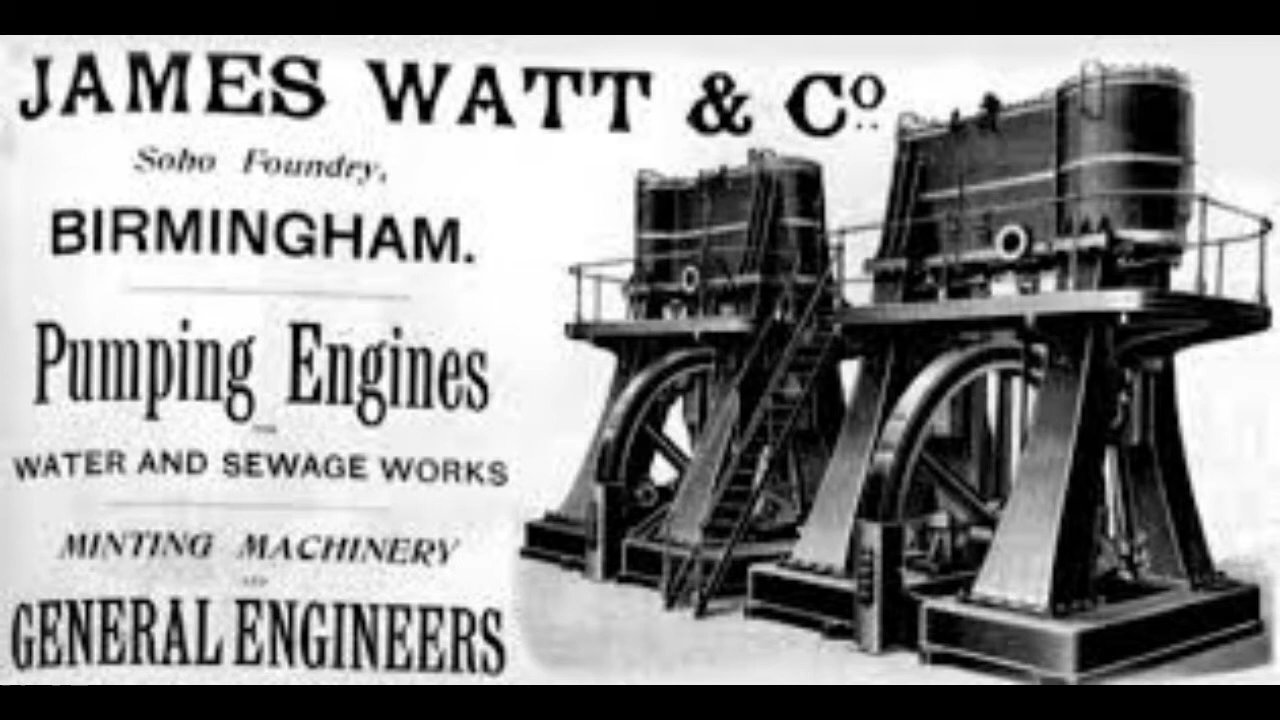 JAMES WATT & Cº.
Soho Foundry,
BIRMINGHAM.
Pumping Engines
WATER AND SEWAGE WORKS
MINTING MACHINERY
GENERAL ENGINEERS